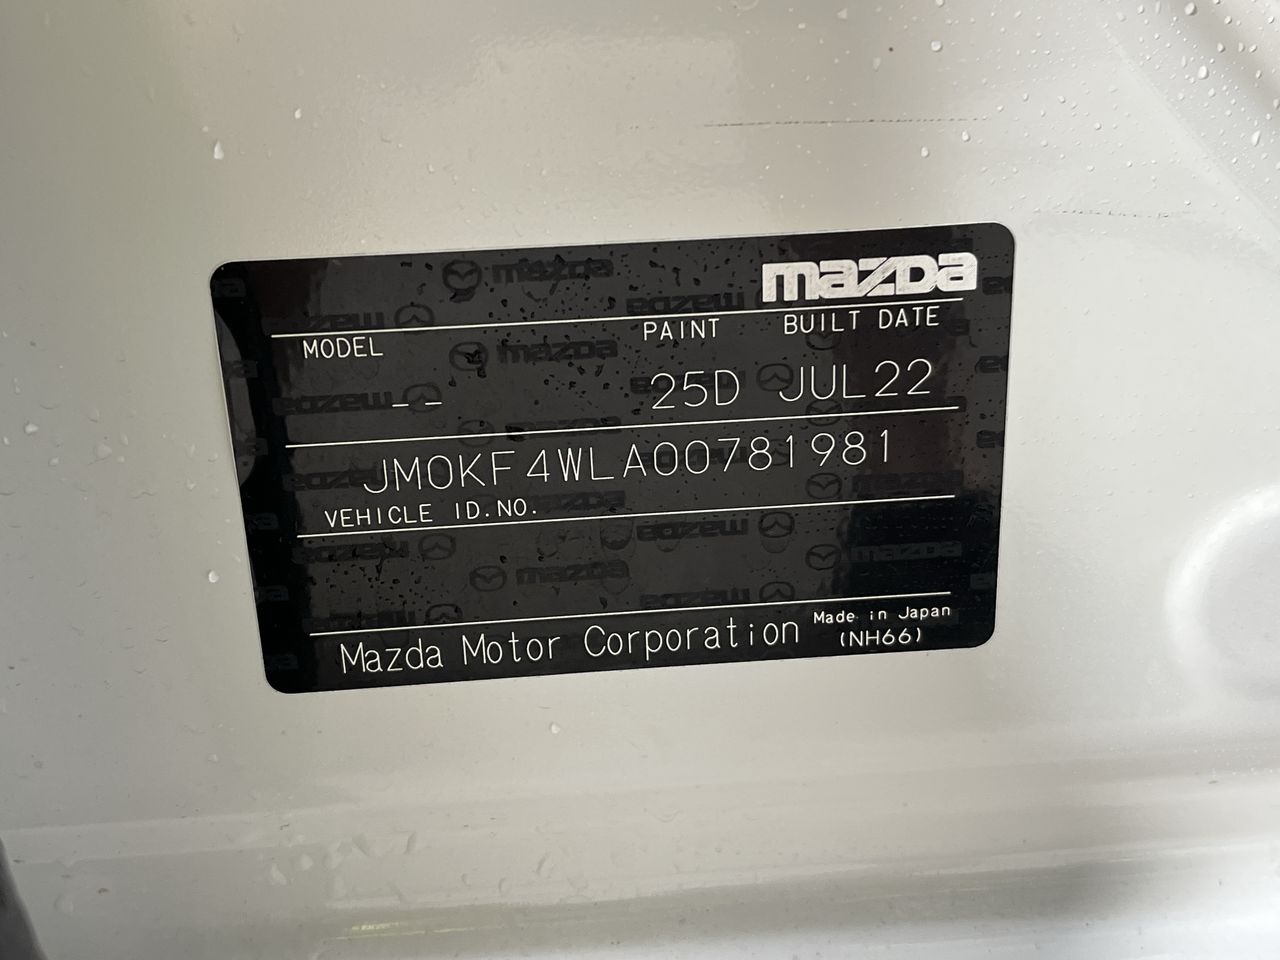 mazda
MODEL PAINT BUILT DATE
-- 25D JUL22
JM0KF4WLA00781981
VEHICLE ID.NO.
Mazda Motor Corporation Made in Japan
(NH66)